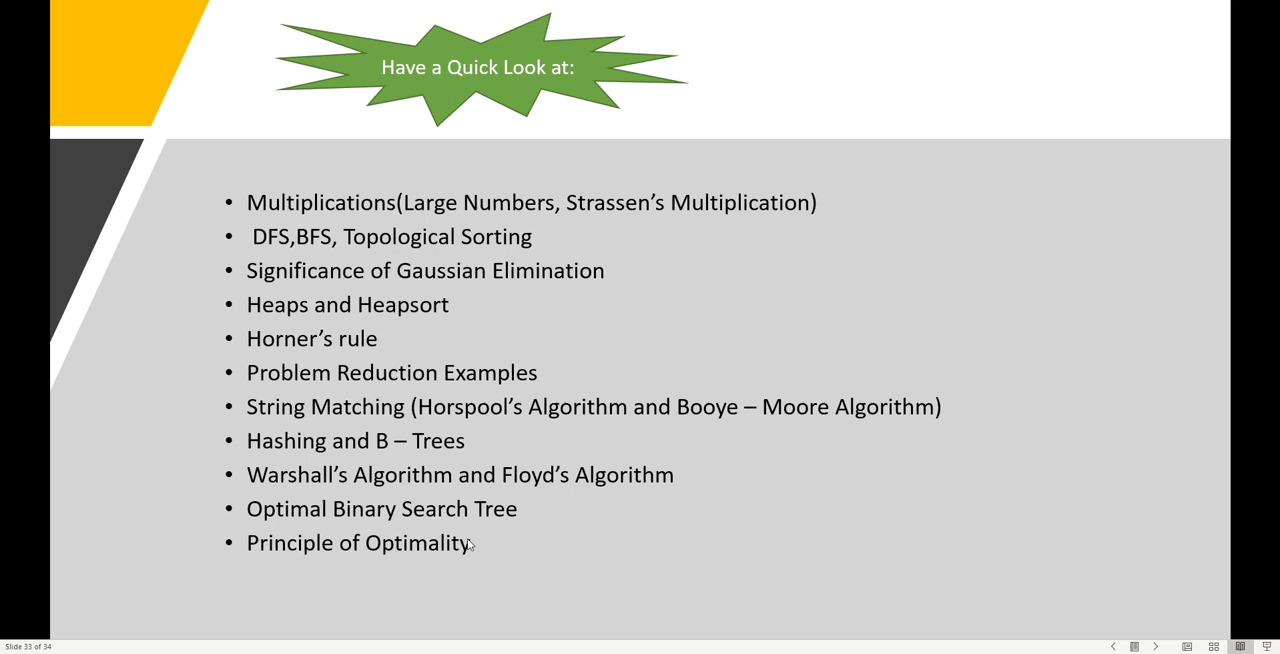 Have a Quick Look at:
• Multiplications(Large Numbers, Strassen’s Multiplication)
• DFS,BFS, Topological Sorting
• Significance of Gaussian Elimination
• Heaps and Heapsort
• Horner’s rule
• Problem Reduction Examples
• String Matching (Horspool’s Algorithm and Booye – Moore Algorithm)
• Hashing and B – Trees
• Warshall’s Algorithm and Floyd’s Algorithm
• Optimal Binary Search Tree
• Principle of Optimality
Slide 33 of 34